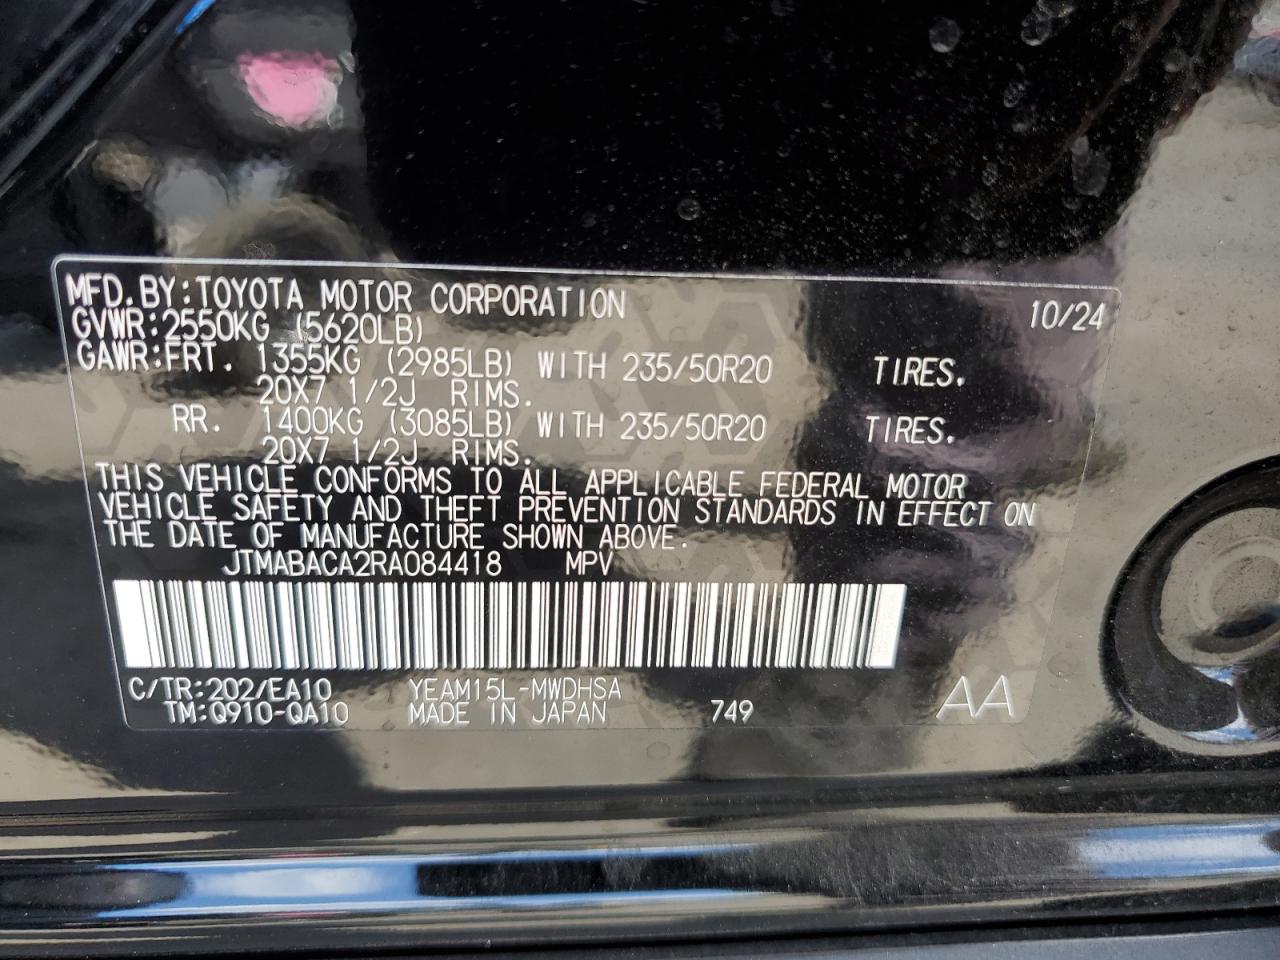 MFD.BY:TOYOTA MOTOR CORPORATION 10/24
GVWR:2550KG (5620LB)
GAWR:FRT. 1355KG (2985LB) WITH 235/50R20 TIRES.
20X7 1/2J RIMS.
RR. 1400KG (3085LB) WITH 235/50R20 TIRES.
20X7 1/2J RIMS.
THIS VEHICLE CONFORMS TO ALL APPLICABLE FEDERAL MOTOR
VEHICLE SAFETY AND THEFT PREVENTION STANDARDS IN EFFECT ON
THE DATE OF MANUFACTURE SHOWN ABOVE.
JTMABACA2RA084418 MPV
C/TR:202/EA10 YEAM15L-MWDHSA
TM:Q910-QA10 MADE IN JAPAN 749 AA